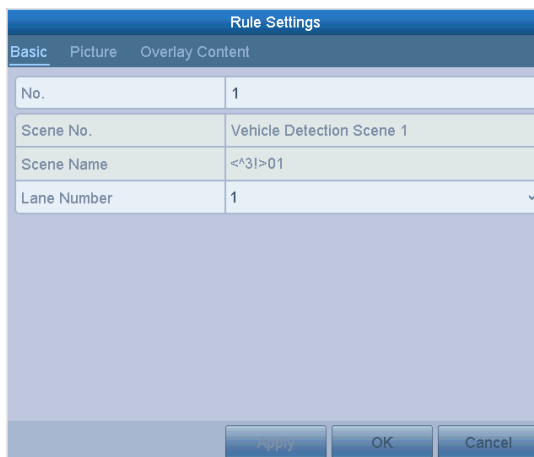 Rule Settings
Basic Picture Overlay Content
No. 1
Scene No. Vehicle Detection Scene 1
Scene Name <^3!>01
Lane Number 1
Apply OK Cancel